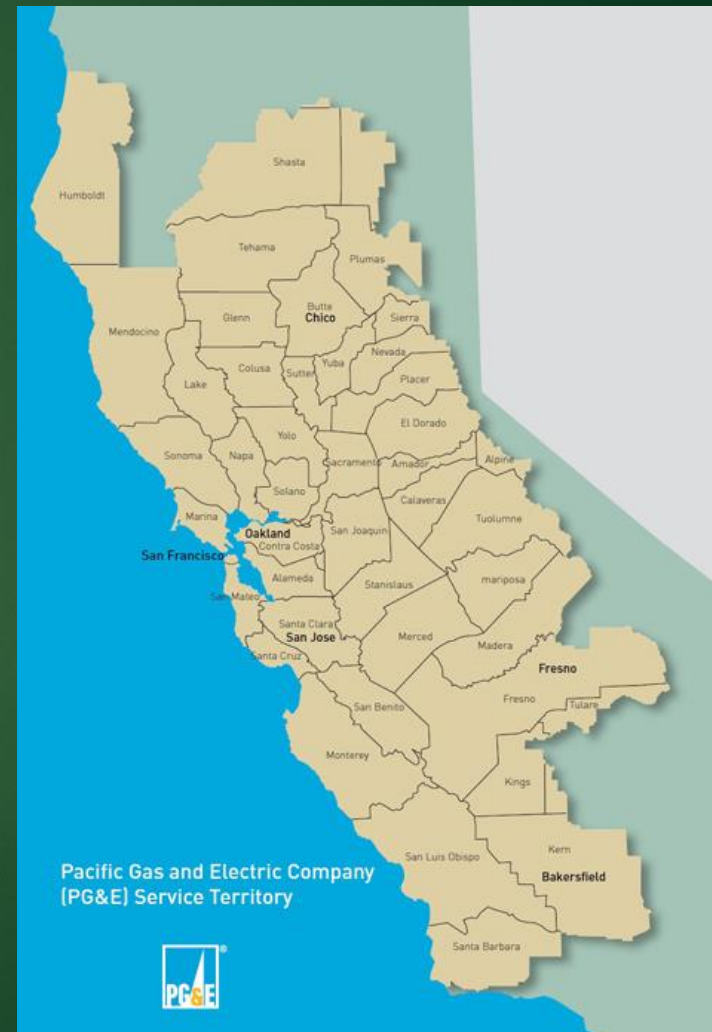 Shasta
Humboldt
Tehama
Plumas
Butte
Chico
Glenn
Sierra
Mendocino
Nevada
Yuba
Colusa
Sutter
Placer
Lake
El Dorado
Yolo
Sonoma
Napa
Sacramento
Amador
Alpine
Solano
Calaveras
Marina
Tuolumne
Oakland
San Joaquin
Contra Costa
San Francisco
Alameda
Stanislaus
mariposa
San Mateo
Santa Clara
San Jose
Merced
Madera
Santa Cruz
Fresno
Fresno
Tulare
San Benito
Monterey
Kings
Kern
San Luis Obispo
Bakersfield
Pacific Gas and Electric Company
(PG&E) Service Territory
Santa Barbara
PG&E®